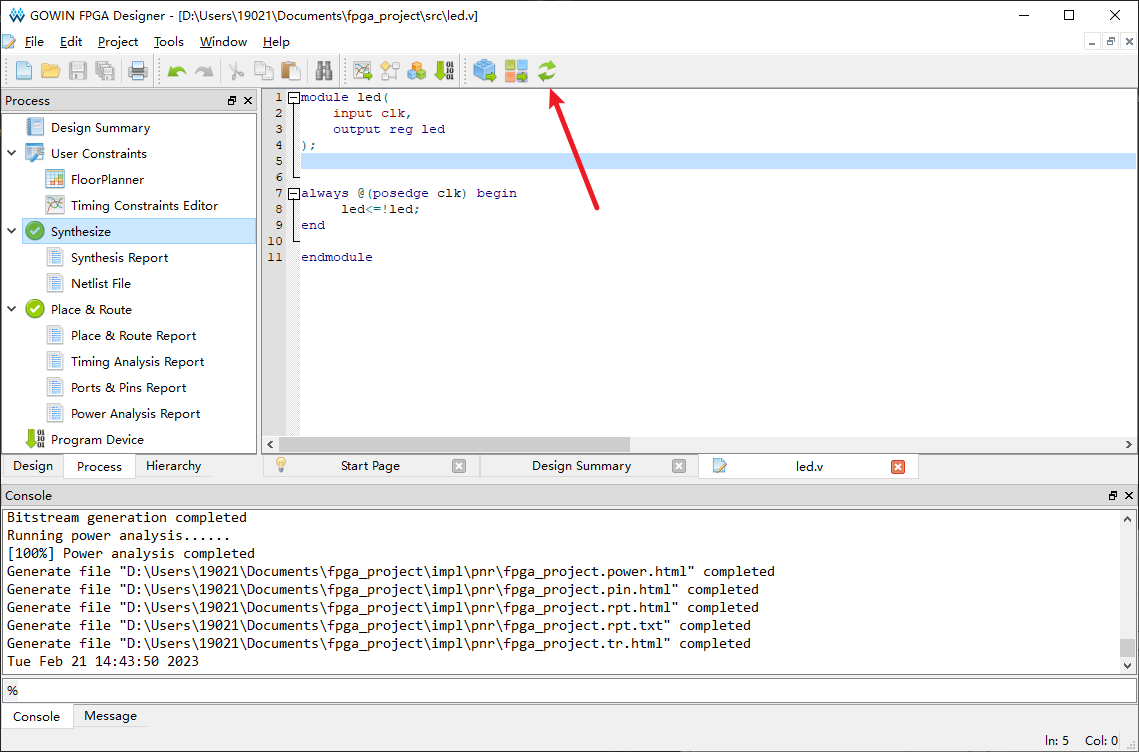 GOWIN FPGA Designer - [D:\Users\19021\Documents\fpga_project\src\led.v]
File Edit Project Tools Window Help
Process
Design Summary
User Constraints
FloorPlanner
Timing Constraints Editor
Synthesize
Synthesis Report
Netlist File
Place & Route
Place & Route Report
Timing Analysis Report
Ports & Pins Report
Power Analysis Report
Program Device
Design Process Hierarchy
1 module led(
2 input clk,
3 output reg led
4 );
5
6
7 always @(posedge clk) begin
8 led<=!led;
9 end
10
11 endmodule
Start Page Design Summary led.v
Console
Bitstream generation completed
Running power analysis......
[100%] Power analysis completed
Generate file "D:\Users\19021\Documents\fpga_project\impl\pnr\fpga_project.power.html" completed
Generate file "D:\Users\19021\Documents\fpga_project\impl\pnr\fpga_project.pin.html" completed
Generate file "D:\Users\19021\Documents\fpga_project\impl\pnr\fpga_project.rpt.html" completed
Generate file "D:\Users\19021\Documents\fpga_project\impl\pnr\fpga_project.rpt.txt" completed
Generate file "D:\Users\19021\Documents\fpga_project\impl\pnr\fpga_project.tr.html" completed
Tue Feb 21 14:43:50 2023
%
Console Message
ln: 5 Col: 0